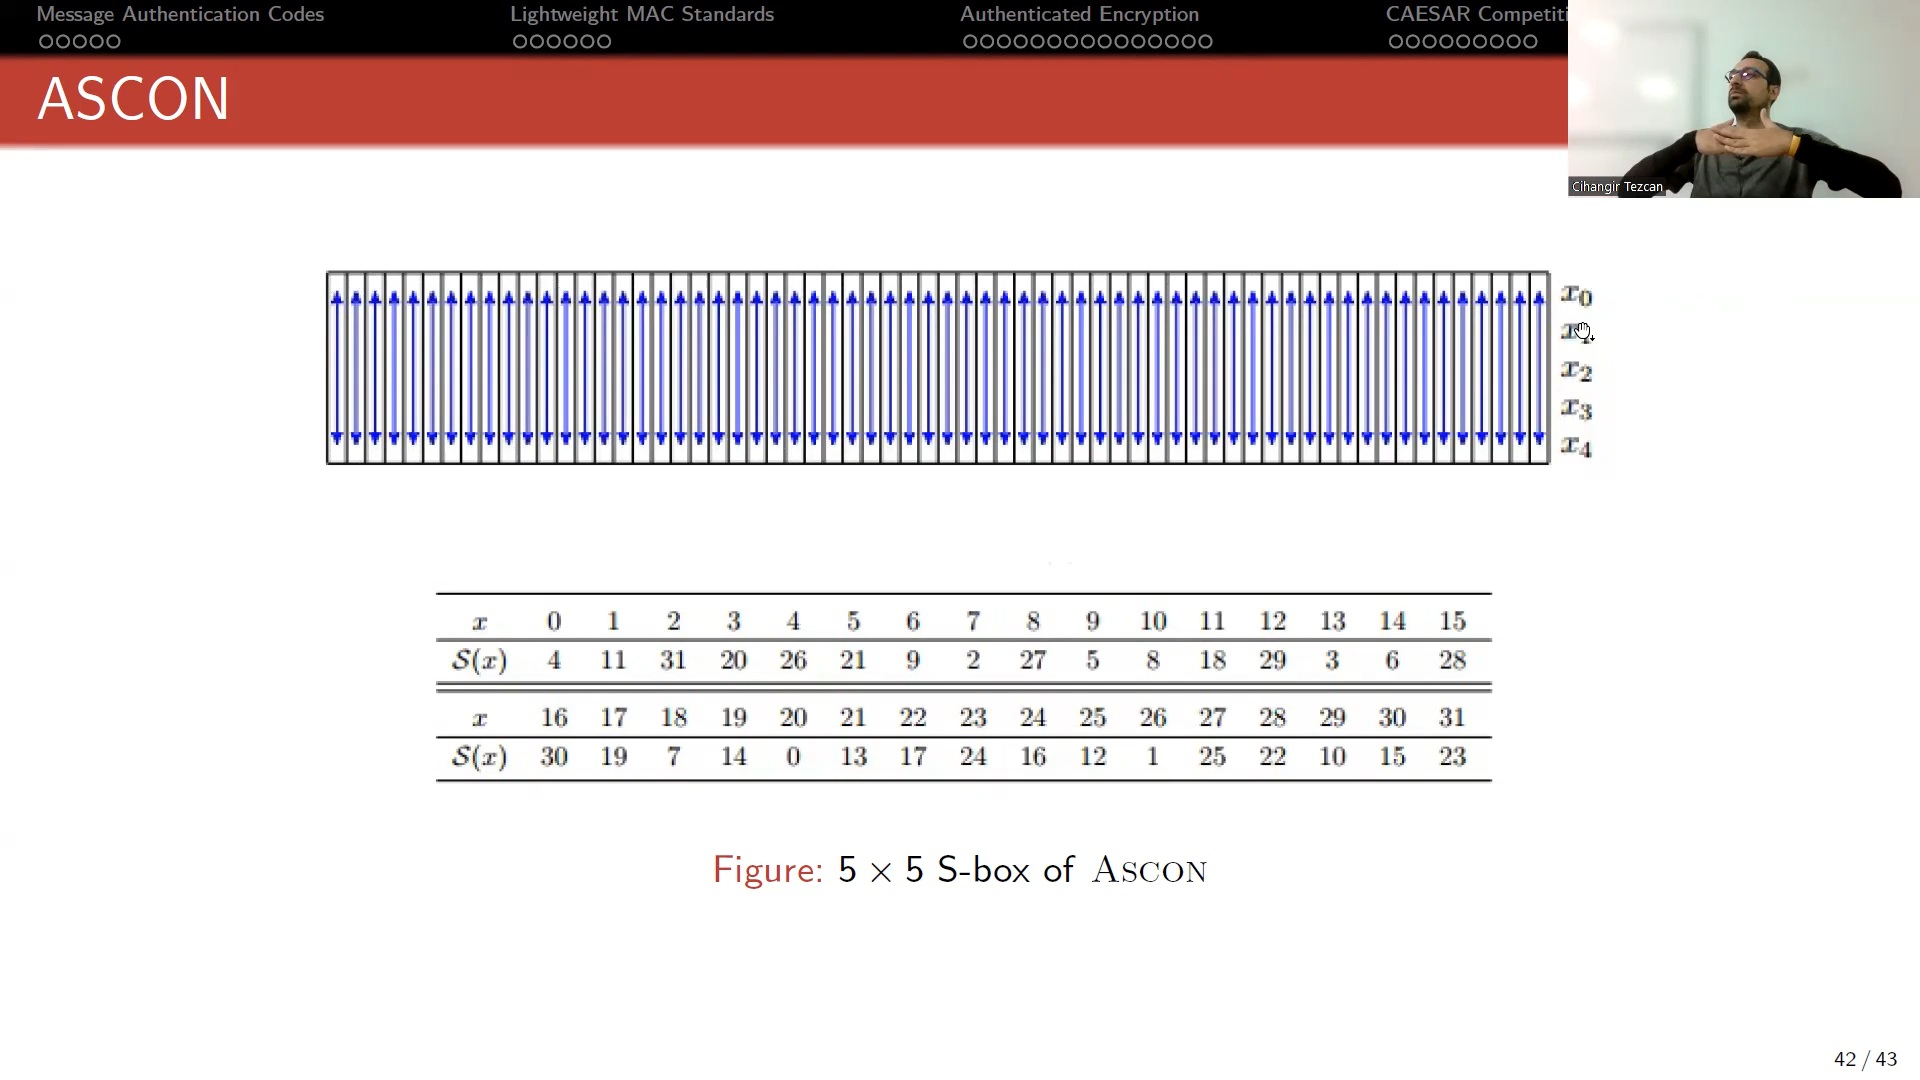 Message Authentication Codes Lightweight MAC Standards Authenticated Encryption CAESAR Competiti
ASCON
Cihangir Tezcan
x0
x2
x3
x4
x 0 1 2 3 4 5 6 7 8 9 10 11 12 13 14 15
S(x) 4 11 31 20 26 21 9 2 27 5 8 18 29 3 6 28
x 16 17 18 19 20 21 22 23 24 25 26 27 28 29 30 31
S(x) 30 19 7 14 0 13 17 24 16 12 1 25 22 10 15 23
Figure: 5 × 5 S-box of ASCON
42 / 43